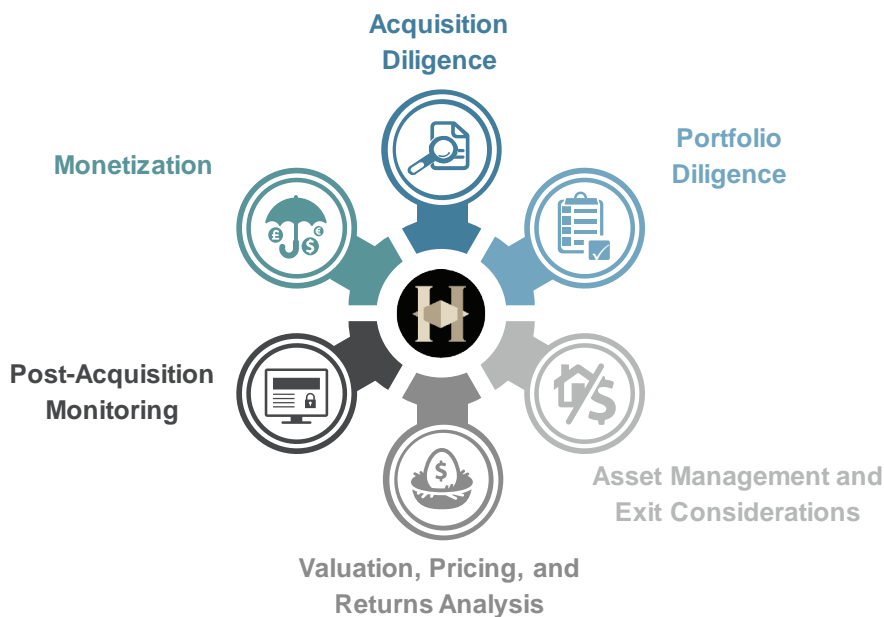 Acquisition
Diligence
Portfolio
Diligence
Monetization
£
€
$
H
Post-Acquisition
Monitoring
$
$
Asset Management and
Exit Considerations
Valuation, Pricing, and
Returns Analysis